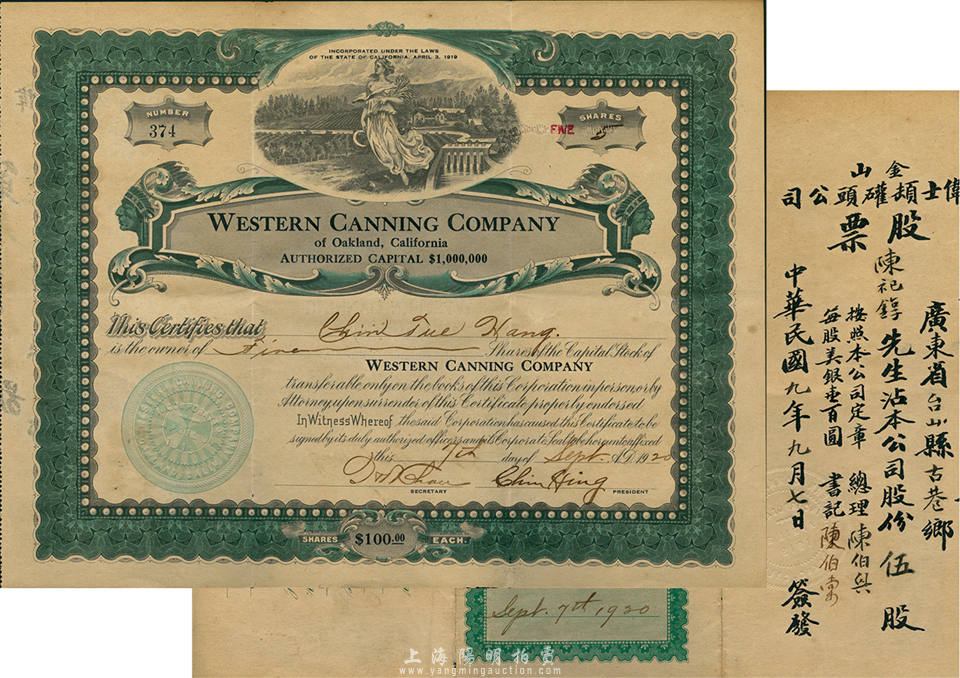 INCORPORATED UNDER THE LAWS
OF THE STATE OF CALIFORNIA, APRIL 3, 1919
NUMBER
374
SHARES
FIVE 5
WESTERN CANNING COMPANY
of Oakland, California
AUTHORIZED CAPITAL $1,000,000
This Certifies that Chin Tue Hang.
is the owner of Five Shares of the Capital Stock of
WESTERN CANNING COMPANY
transferable only on the books of this Corporation in person or by
Attorney, upon surrender of this Certificate properly endorsed
In Witness Whereof, the said Corporation has caused this Certificate to be
signed by its duly authorized officers and its Corporate Seal to be hereunto affixed
this 7th day of Sept. A.D. 1920
Chin Hing
SECRETARY PRESIDENT
SHARES $100.00 EACH.
Sept. 7th 1920
金山
偉士頓罐頭公司
股票
廣東省台山縣古巷鄉
陳祀錞先生沾本公司股份伍股
按照本公司定章 總理陳伯興
每股美銀壹百圓 書記陳伯棠
中華民國九年九月七日 簽發
上海陽明拍賣
www.yangmingauction.com